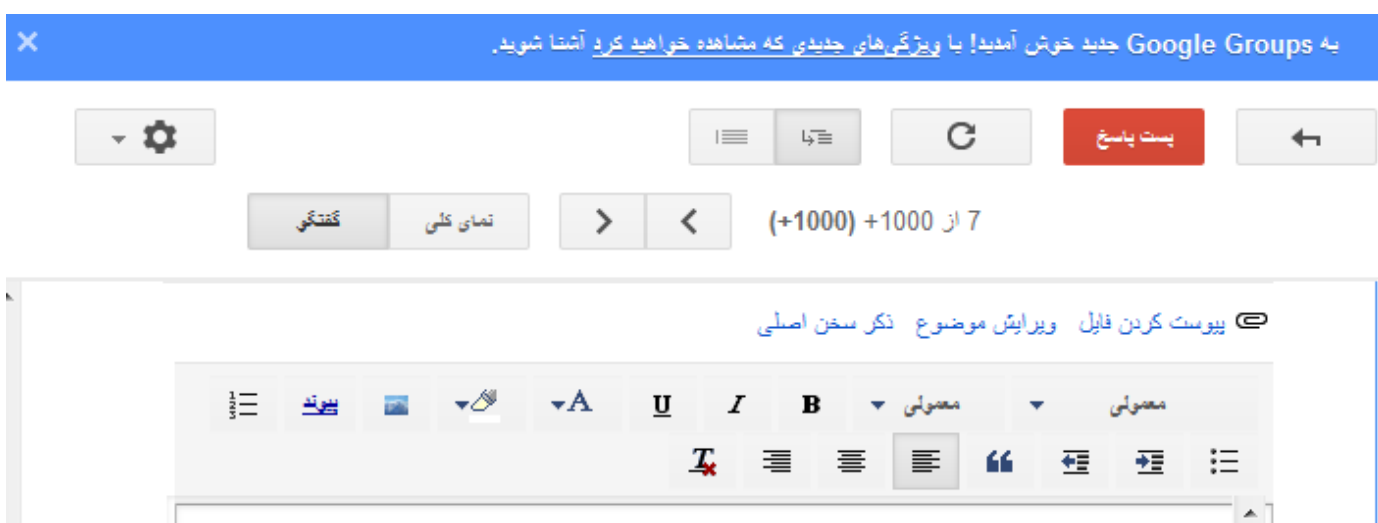 به Google Groups جدید خوش آمدید! با ویژگی‌های جدیدی که مشاهده خواهید کرد آشنا شوید.
پست پاسخ
7 از 1000+ (1000+)
نمای کلی گفتگو
پیوست کردن فایل ویرایش موضوع ذکر سخن اصلی
معمولی معمولی B I U A پیوند